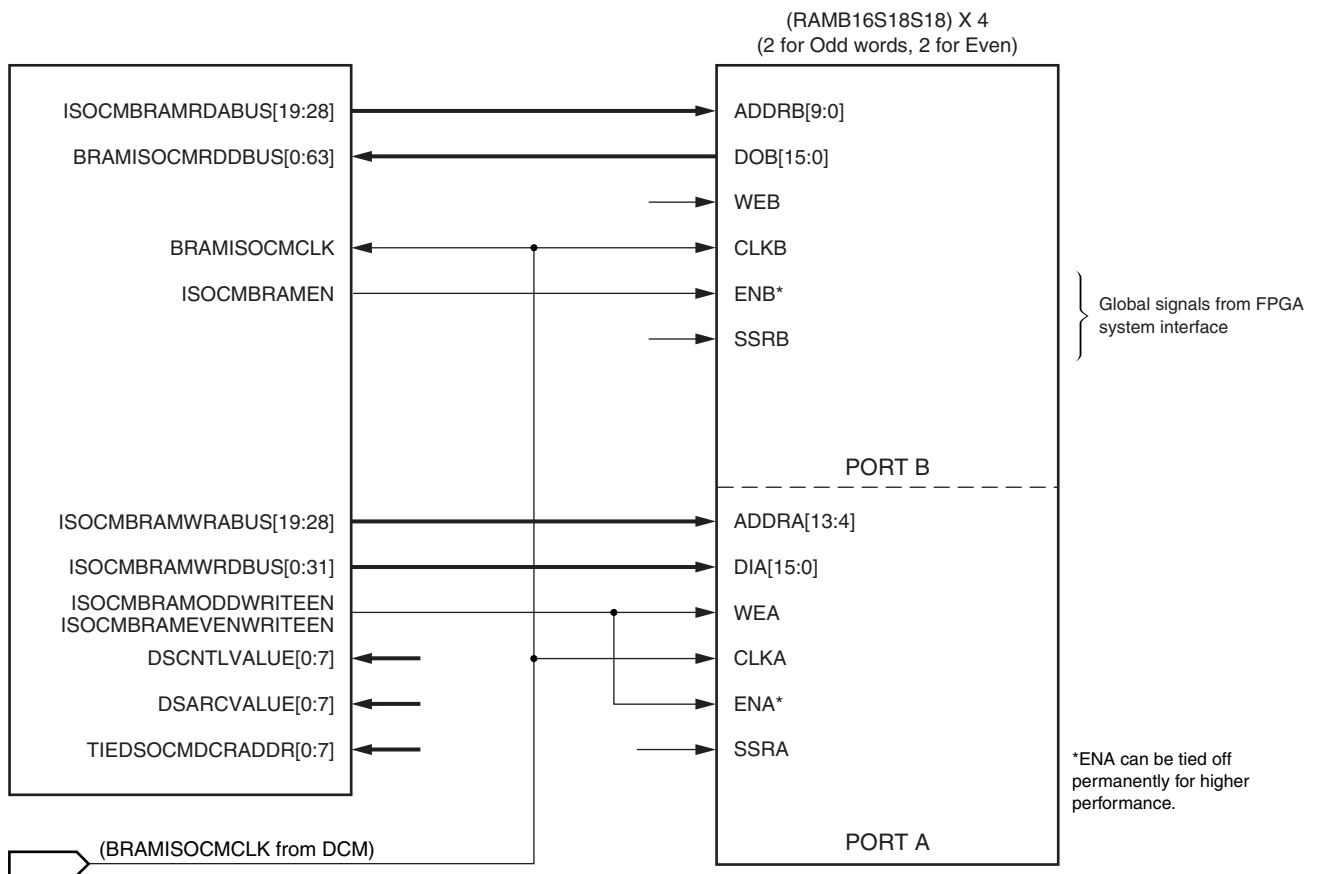 (RAMB16S18S18) X 4
(2 for Odd words, 2 for Even)
ISOCMBRAMRDABUS[19:28]
ADDRB[9:0]
BRAMISOCMRDDBUS[0:63]
DOB[15:0]
WEB
BRAMISOCMCLK
CLKB
ISOCMBRAMEN
ENB*
SSRB
Global signals from FPGA
system interface
PORT B
ISOCMBRAMWRABUS[19:28]
ADDRA[13:4]
ISOCMBRAMWRDBUS[0:31]
DIA[15:0]
ISOCMBRAMODDWRITEEN
ISOCMBRAMEVENWRITEEN
WEA
DSCNTLVALUE[0:7]
CLKA
DSARCVALUE[0:7]
ENA*
TIEDSOCMDCRADDR[0:7]
SSRA
*ENA can be tied off
permanently for higher
performance.
PORT A
(BRAMISOCMCLK from DCM)